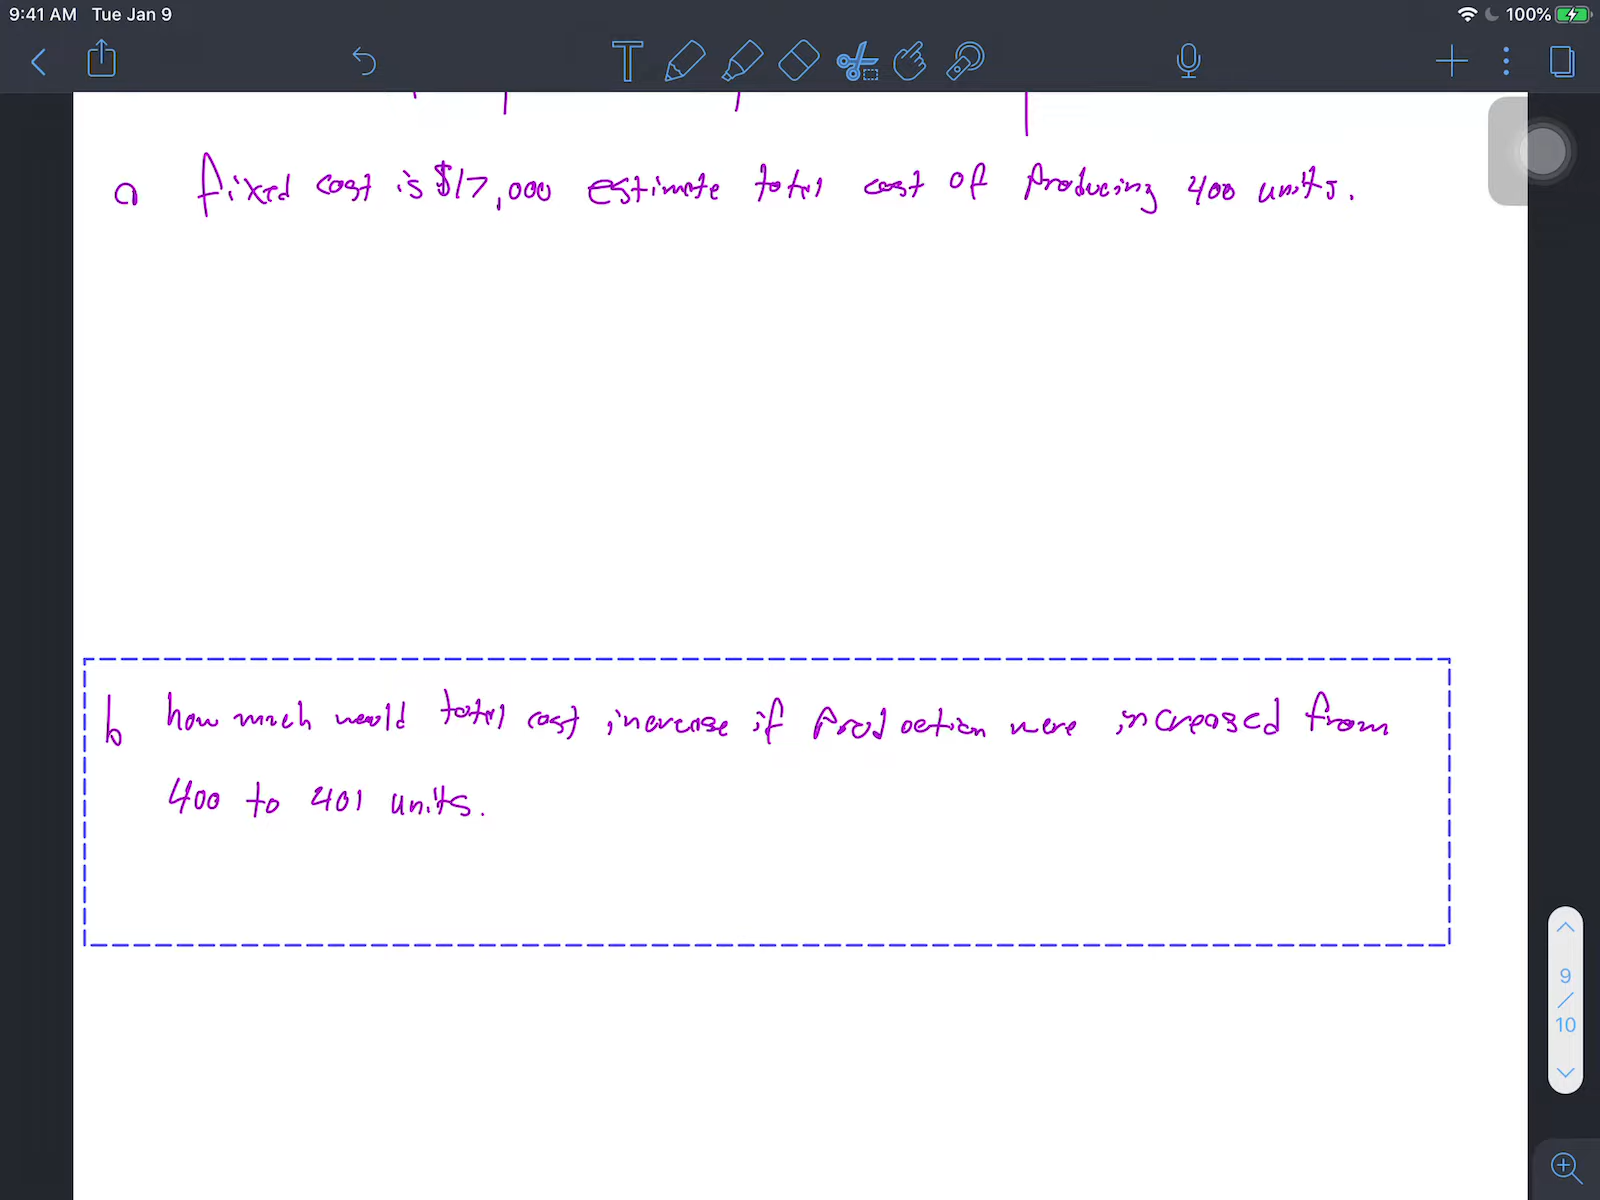 9:41 AM Tue Jan 9 100%
a fixed cost is $17,000 estimate total cost of producing 400 units.
b how much would total cost increase if production were increased from
400 to 401 units.
9
/
10